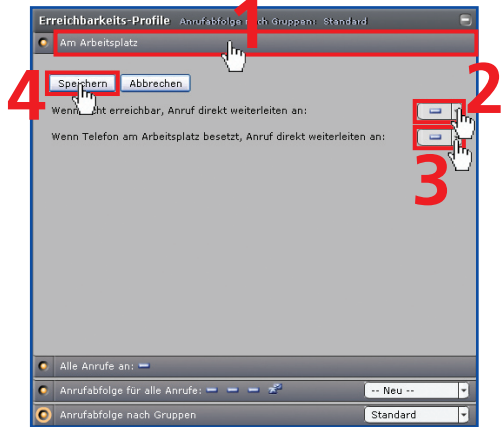 Erreichbarkeits-Profile Anrufabfolge nach Gruppen: Standard
1
Am Arbeitsplatz
4
Speichern Abbrechen
2
Wenn nicht erreichbar, Anruf direkt weiterleiten an:
Wenn Telefon am Arbeitsplatz besetzt, Anruf direkt weiterleiten an:
3
Alle Anrufe an:
Anrufabfolge für alle Anrufe: -- Neu --
Anrufabfolge nach Gruppen Standard